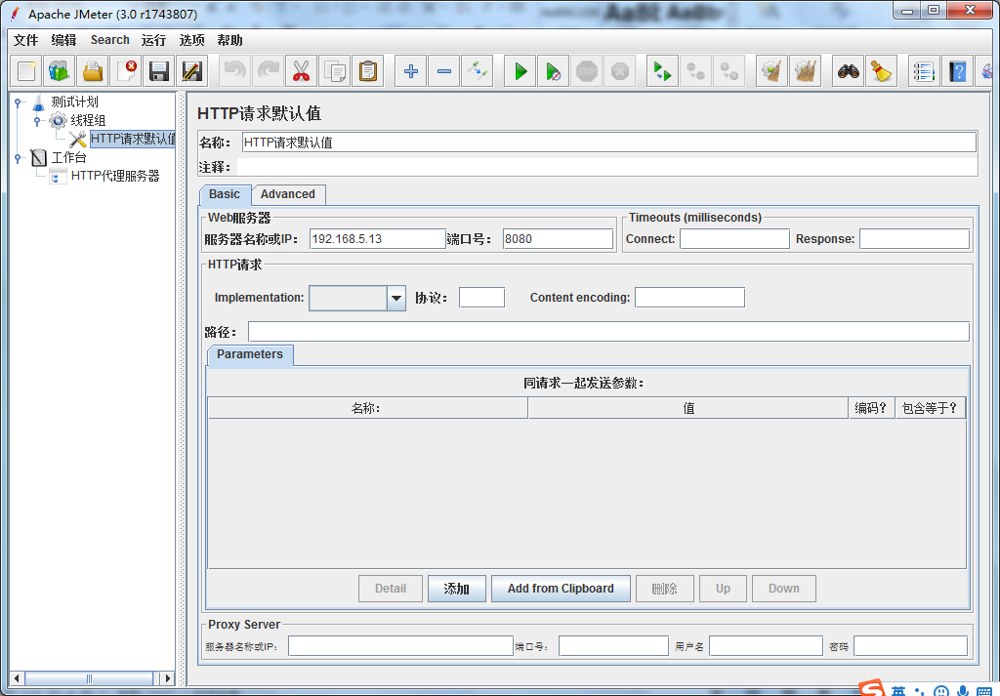 Apache JMeter (3.0 r1743807)
文件 编辑 Search 运行 选项 帮助
测试计划
线程组
HTTP请求默认值
工作台
HTTP代理服务器
HTTP请求默认值
名称： HTTP请求默认值
注释：
Basic Advanced
Web服务器
服务器名称或IP： 192.168.5.13 端口号： 8080
Timeouts (milliseconds)
Connect: Response:
HTTP请求
Implementation: 协议： Content encoding:
路径：
Parameters
同请求一起发送参数：
名称： 值 编码？ 包含等于？
Detail 添加 Add from Clipboard 删除 Up Down
Proxy Server
服务器名称或IP： 端口号： 用户名 密码
英